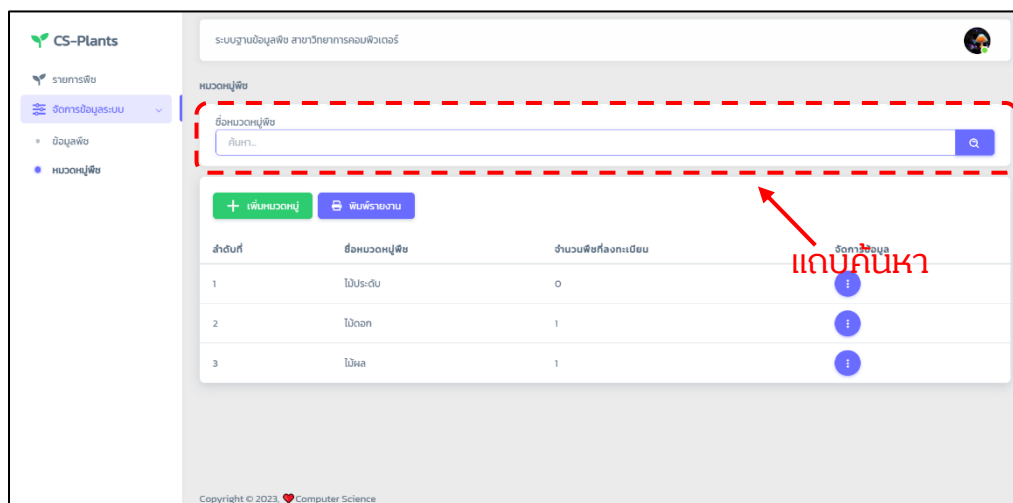 CS-Plants
ระบบฐานข้อมูลพืช สาขาวิทยาการคอมพิวเตอร์
รายการพืช
จัดการข้อมูลระบบ
ข้อมูลพืช
หมวดหมู่พืช
หมวดหมู่พืช
ชื่อหมวดหมู่พืช
ค้นหา..
เพิ่มหมวดหมู่ พิมพ์รายงาน
แถบค้นหา
ลำดับที่ ชื่อหมวดหมู่พืช จำนวนพืชที่ลงทะเบียน จัดการข้อมูล
1 ไม้ประดับ 0
2 ไม้ดอก 1
3 ไม้ผล 1
Copyright © 2023, ❤Computer Science